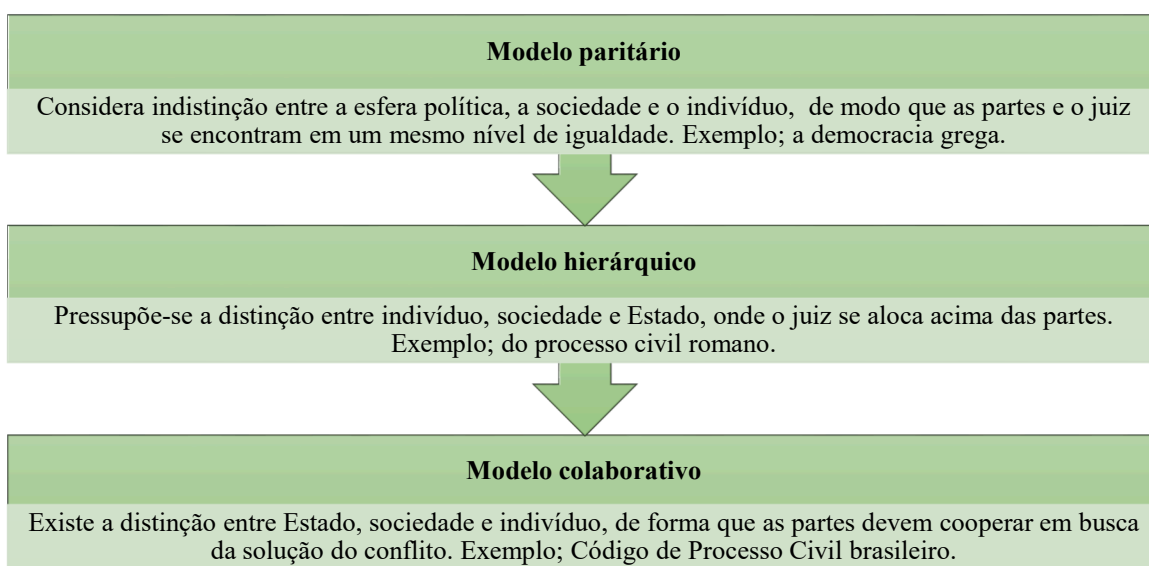 Modelo paritário
Considera indistinção entre a esfera política, a sociedade e o indivíduo, de modo que as partes e o juiz
se encontram em um mesmo nível de igualdade. Exemplo; a democracia grega.
Modelo hierárquico
Pressupõe-se a distinção entre indivíduo, sociedade e Estado, onde o juiz se aloca acima das partes.
Exemplo; do processo civil romano.
Modelo colaborativo
Existe a distinção entre Estado, sociedade e indivíduo, de forma que as partes devem cooperar em busca
da solução do conflito. Exemplo; Código de Processo Civil brasileiro.